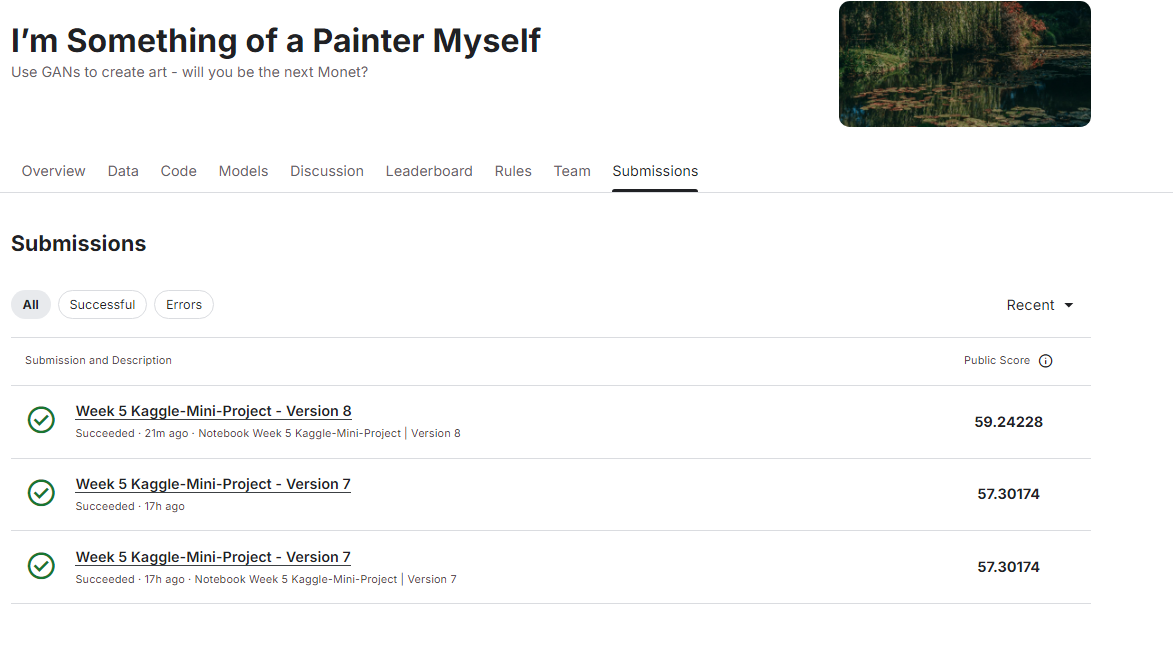 I’m Something of a Painter Myself
Use GANs to create art - will you be the next Monet?
Overview Data Code Models Discussion Leaderboard Rules Team Submissions
Submissions
All Successful Errors Recent
Submission and Description Public Score
Week 5 Kaggle-Mini-Project - Version 8
Succeeded · 21m ago · Notebook Week 5 Kaggle-Mini-Project | Version 8
59.24228
Week 5 Kaggle-Mini-Project - Version 7
Succeeded · 17h ago
57.30174
Week 5 Kaggle-Mini-Project - Version 7
Succeeded · 17h ago · Notebook Week 5 Kaggle-Mini-Project | Version 7
57.30174